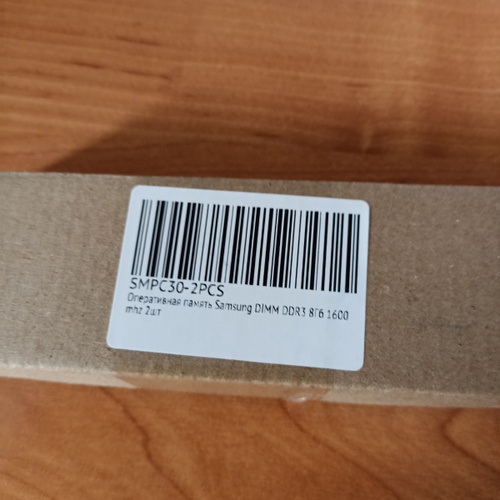 SMPC30-2PCS
Оперативная память Samsung DIMM DDR3 8Гб 1600
mhz 2шт